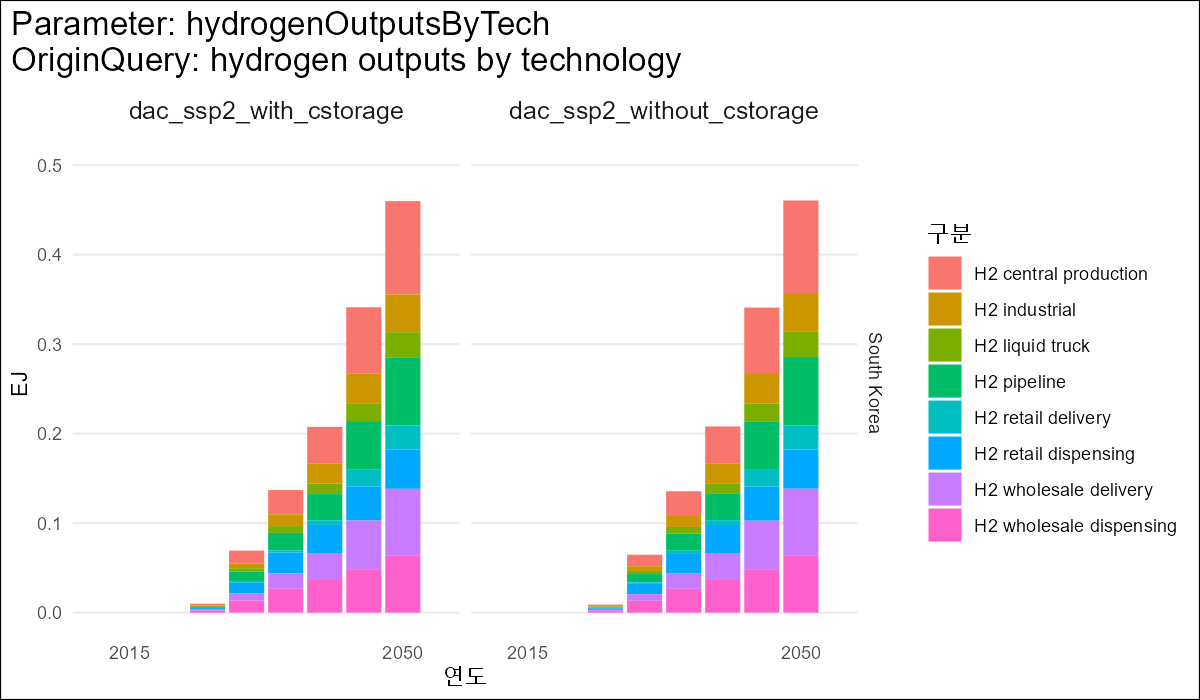 Parameter: hydrogenOutputsByTech
OriginQuery: hydrogen outputs by technology
dac_ssp2_with_cstorage
dac_ssp2_without_cstorage
0.5
0.4
0.3
0.2
0.1
0.0
EJ
2015
2050
2015
2050
연도
South Korea
구분
H2 central production
H2 industrial
H2 liquid truck
H2 pipeline
H2 retail delivery
H2 retail dispensing
H2 wholesale delivery
H2 wholesale dispensing